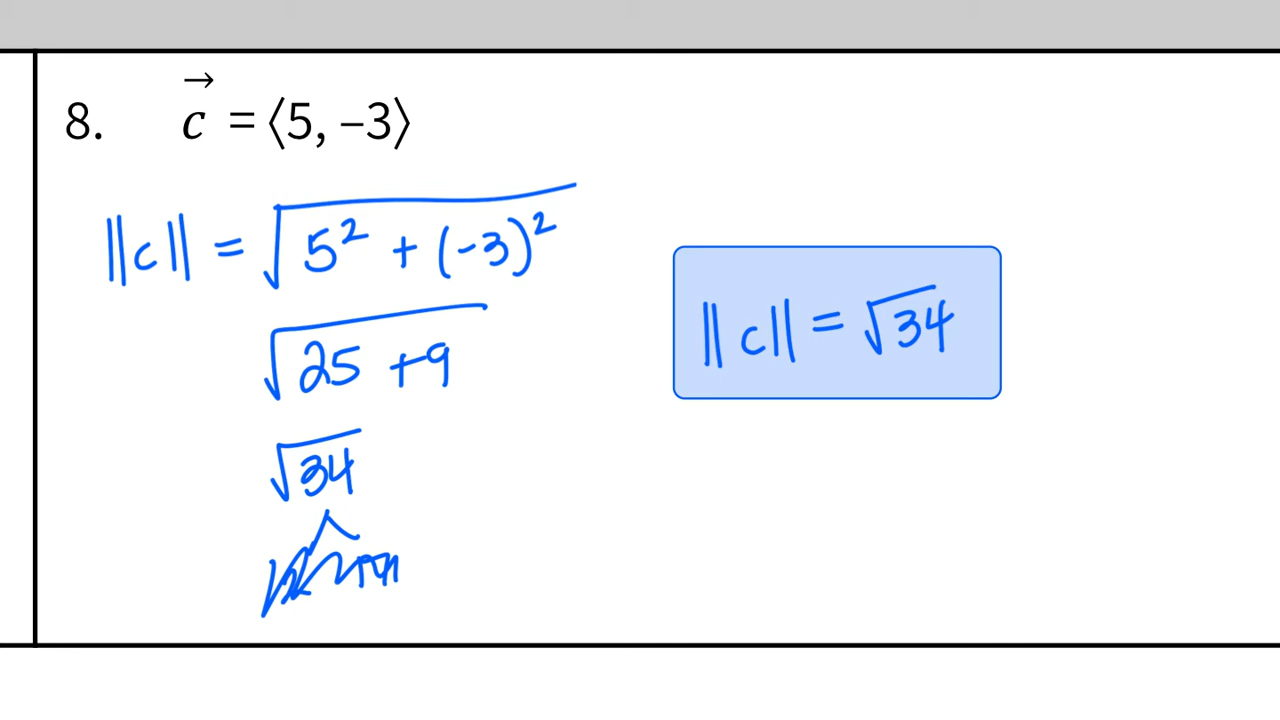 8. c⃗ = ⟨5, –3⟩
||c|| = √5² + (-3)²
√25 + 9
√34
||c|| = √34